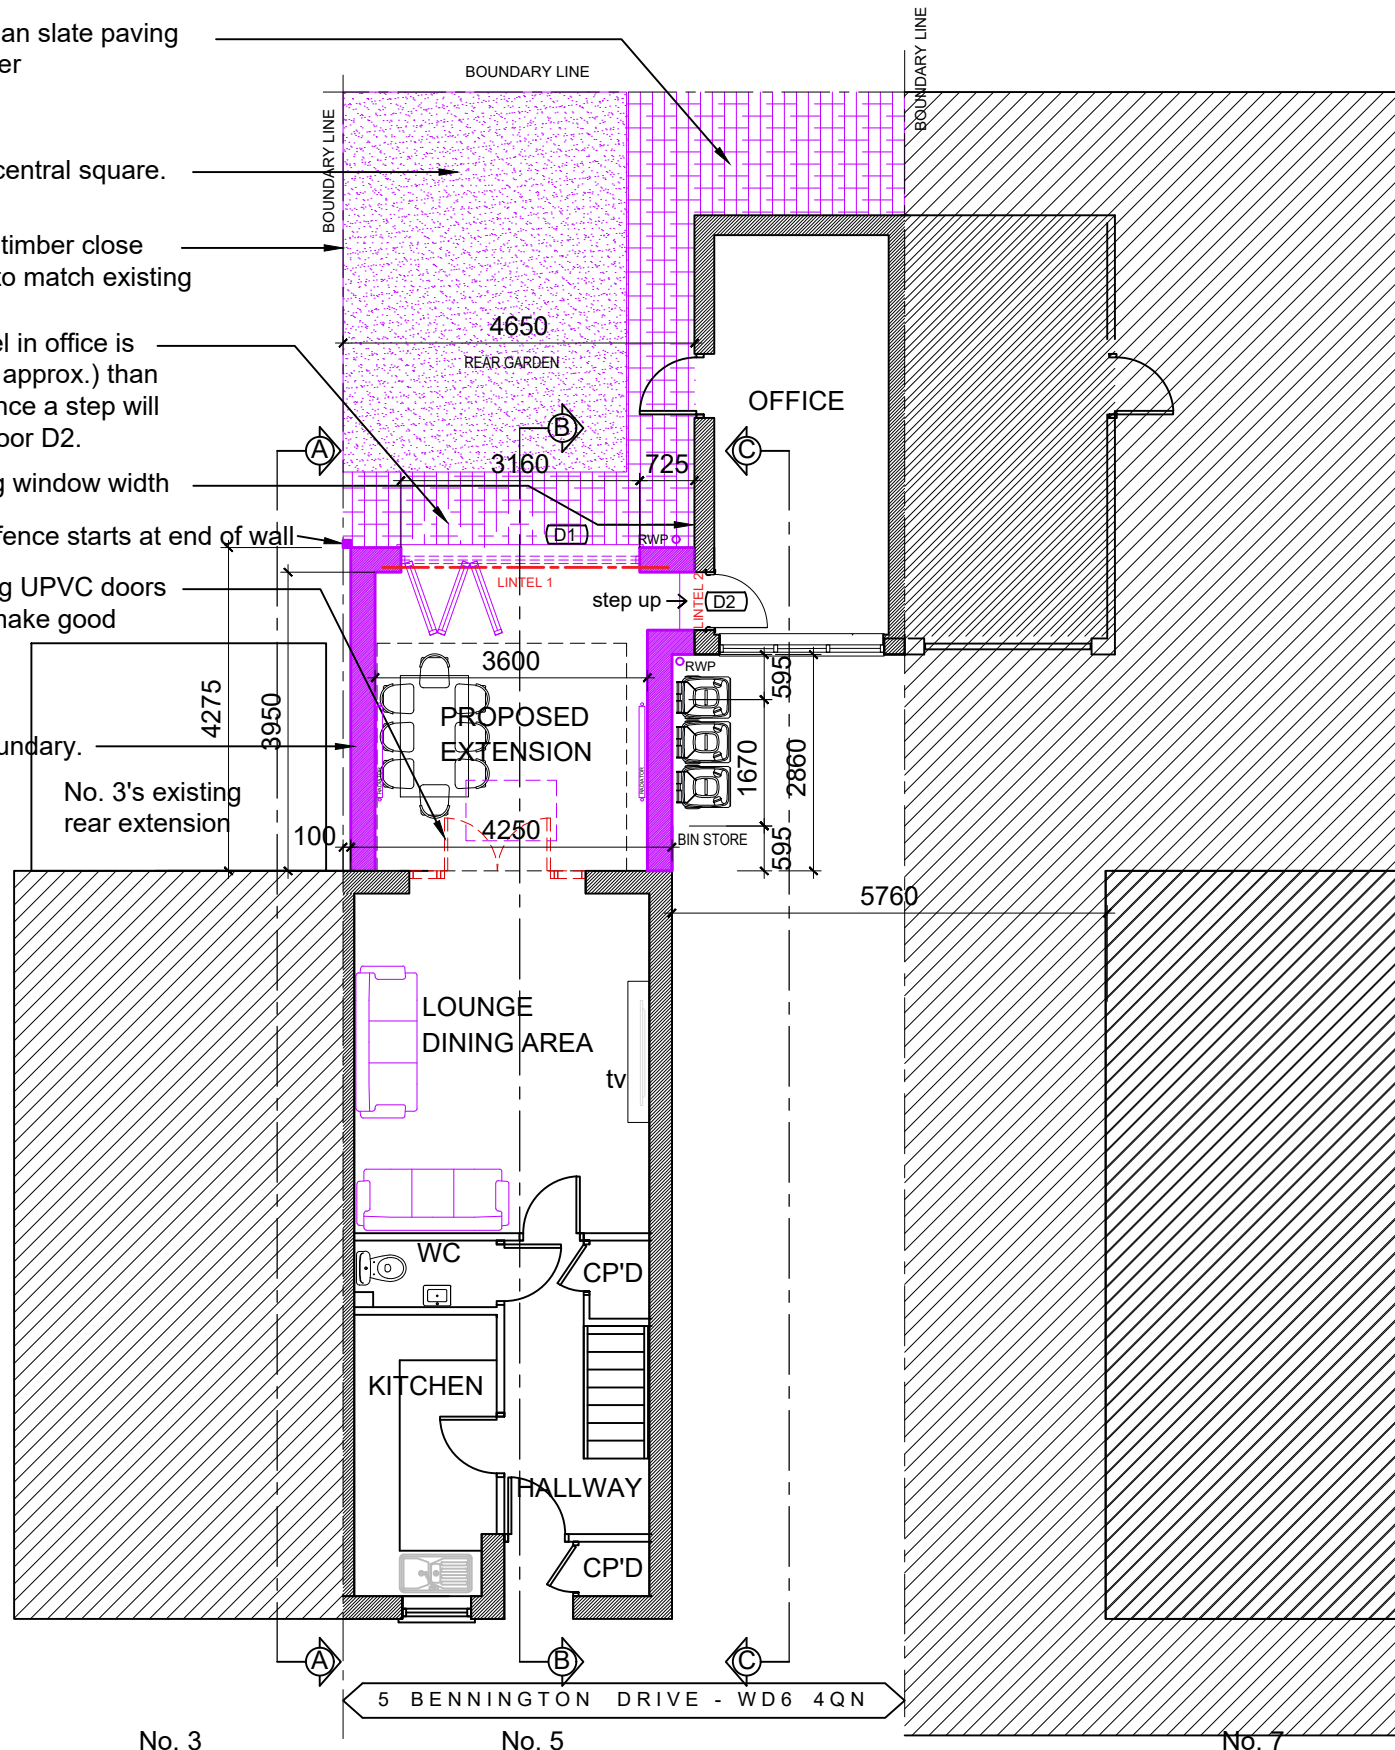 an slate paving
er
BOUNDARY LINE
BOUNDARY LINE
BOUNDARY LINE
central square.
timber close
to match existing
4650
REAR GARDEN
el in office is
approx.) than
nce a step will
oor D2.
OFFICE
A
B
C
3160
725
g window width
D1
RWP
fence starts at end of wall
LINTEL 1
LINTEL 2
step up
D2
g UPVC doors
make good
3600
RWP
595
4275
3950
PROPOSED
EXTENSION
1670
2860
undary.
No. 3's existing
rear extension
RADIATOR
RADIATOR
100
4250
BIN STORE
595
5760
LOUNGE
DINING AREA
tv
WC
CP'D
KITCHEN
HALLWAY
CP'D
A
B
C
5 BENNINGTON DRIVE - WD6 4QN
No. 3
No. 5
No. 7